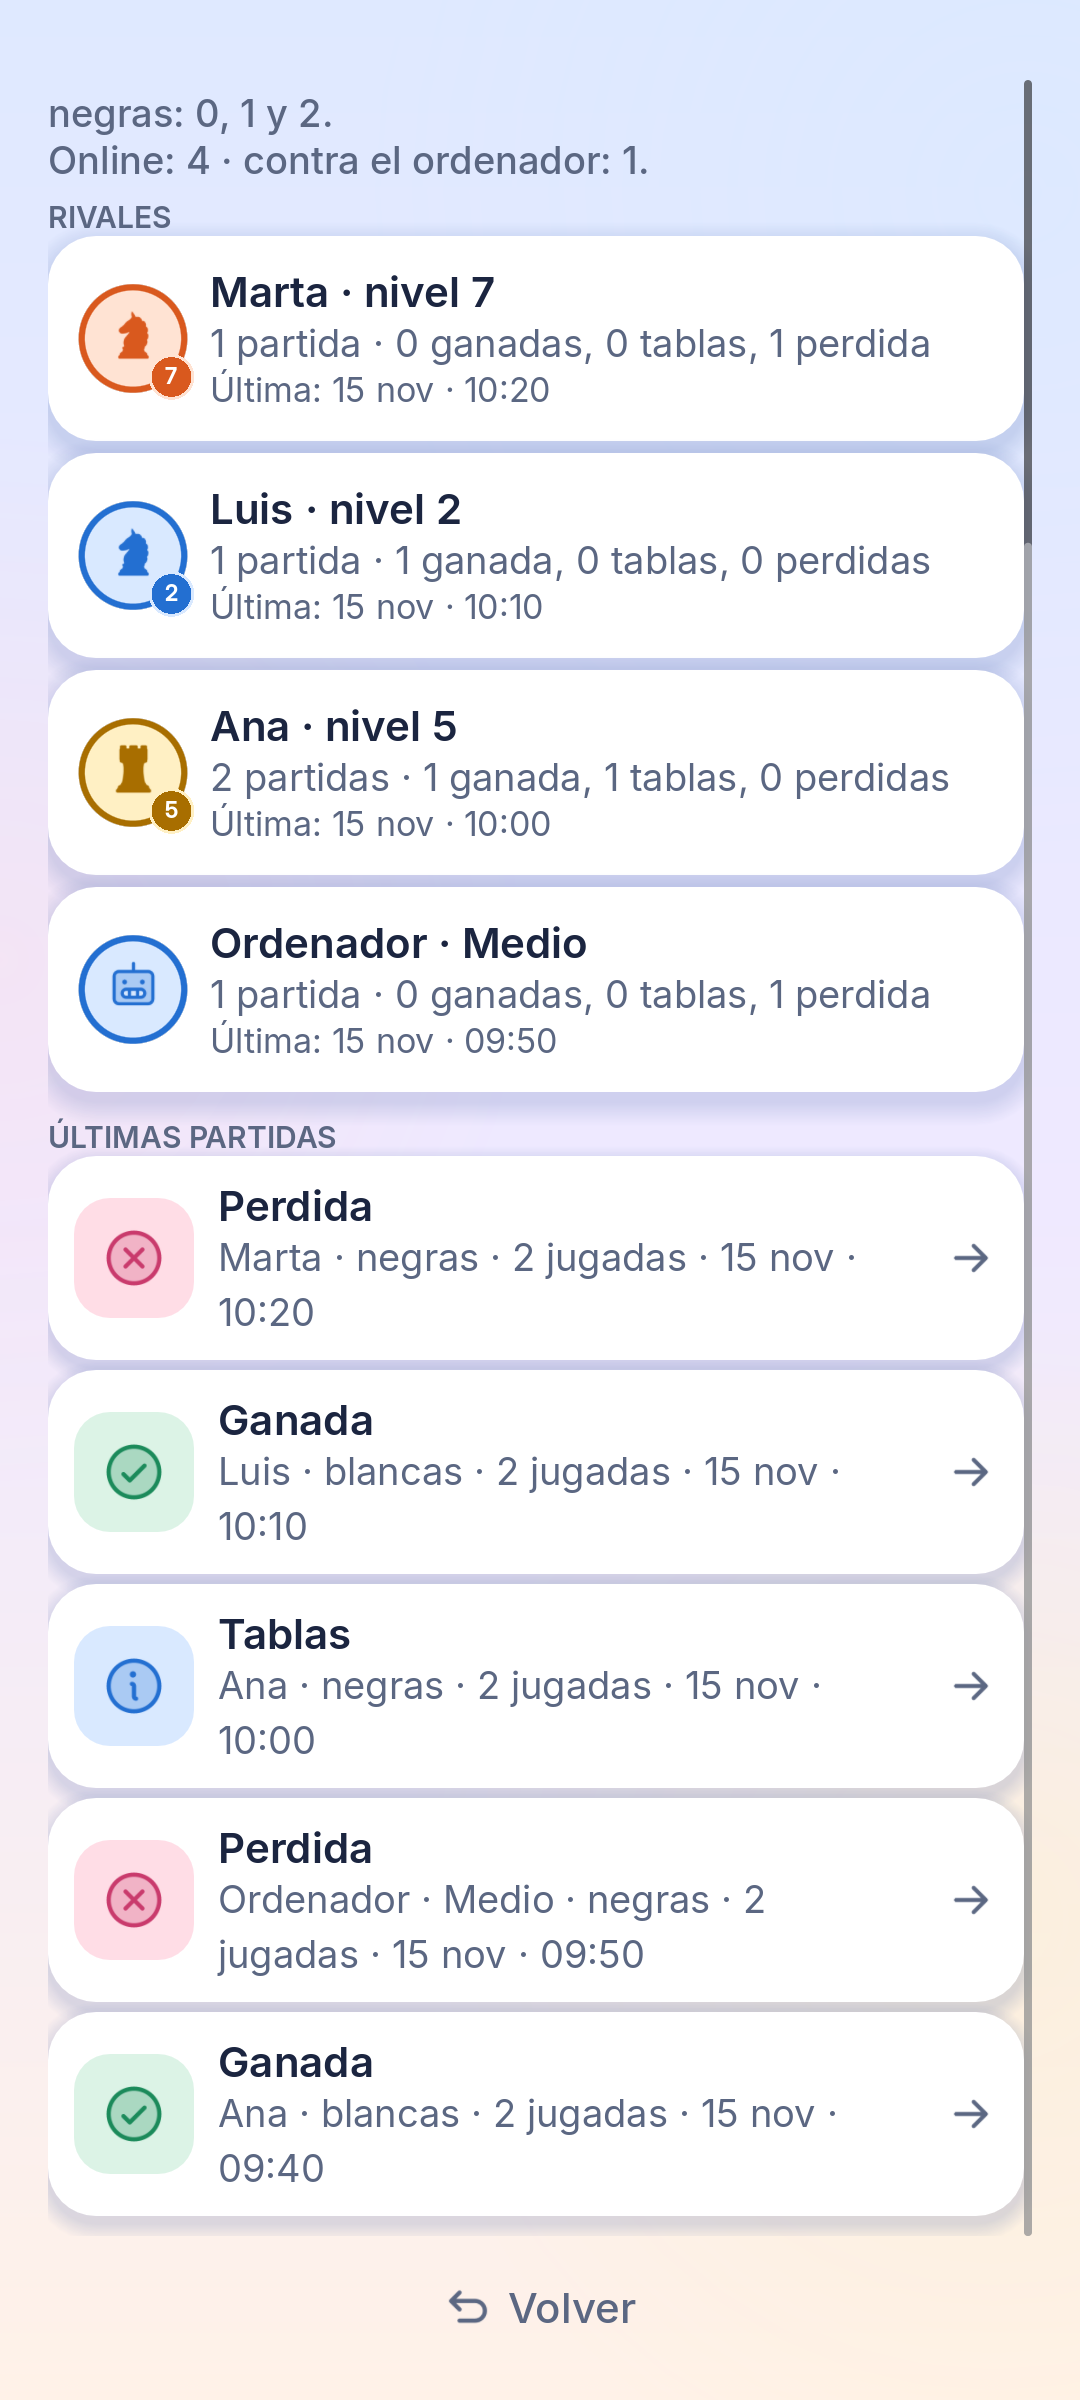 negras: 0, 1 y 2.
Online: 4 · contra el ordenador: 1.
RIVALES
Marta · nivel 7
1 partida · 0 ganadas, 0 tablas, 1 perdida
7
Última: 15 nov · 10:20
Luis · nivel 2
1 partida · 1 ganada, 0 tablas, 0 perdidas
2
Última: 15 nov · 10:10
Ana · nivel 5
2 partidas · 1 ganada, 1 tablas, 0 perdidas
5
Última: 15 nov · 10:00
Ordenador · Medio
1 partida · 0 ganadas, 0 tablas, 1 perdida
Última: 15 nov · 09:50
ÚLTIMAS PARTIDAS
Perdida
Marta · negras · 2 jugadas · 15 nov ·
10:20
Ganada
Luis · blancas · 2 jugadas · 15 nov ·
10:10
Tablas
Ana · negras · 2 jugadas · 15 nov ·
10:00
Perdida
Ordenador · Medio · negras · 2
jugadas · 15 nov · 09:50
Ganada
Ana · blancas · 2 jugadas · 15 nov ·
09:40
Volver